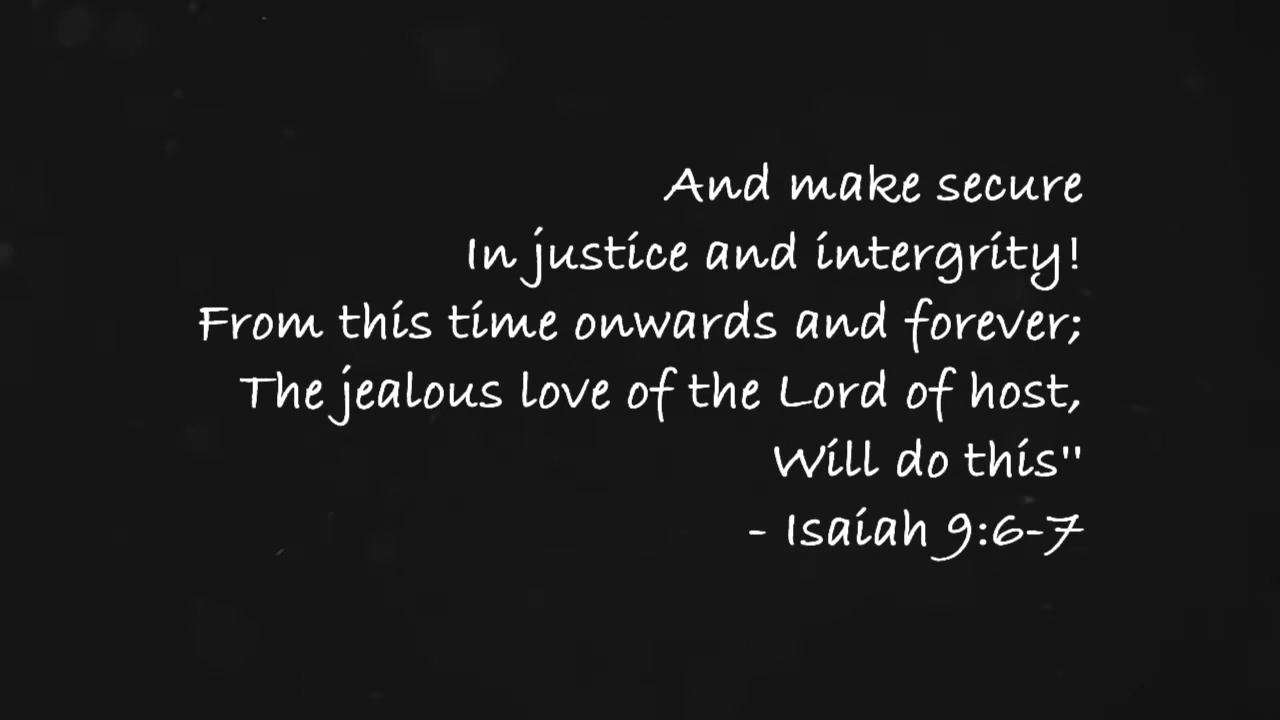 And make secure
In justice and intergrity!
From this time onwards and forever;
The jealous love of the Lord of host,
Will do this"
- Isaiah 9:6-7